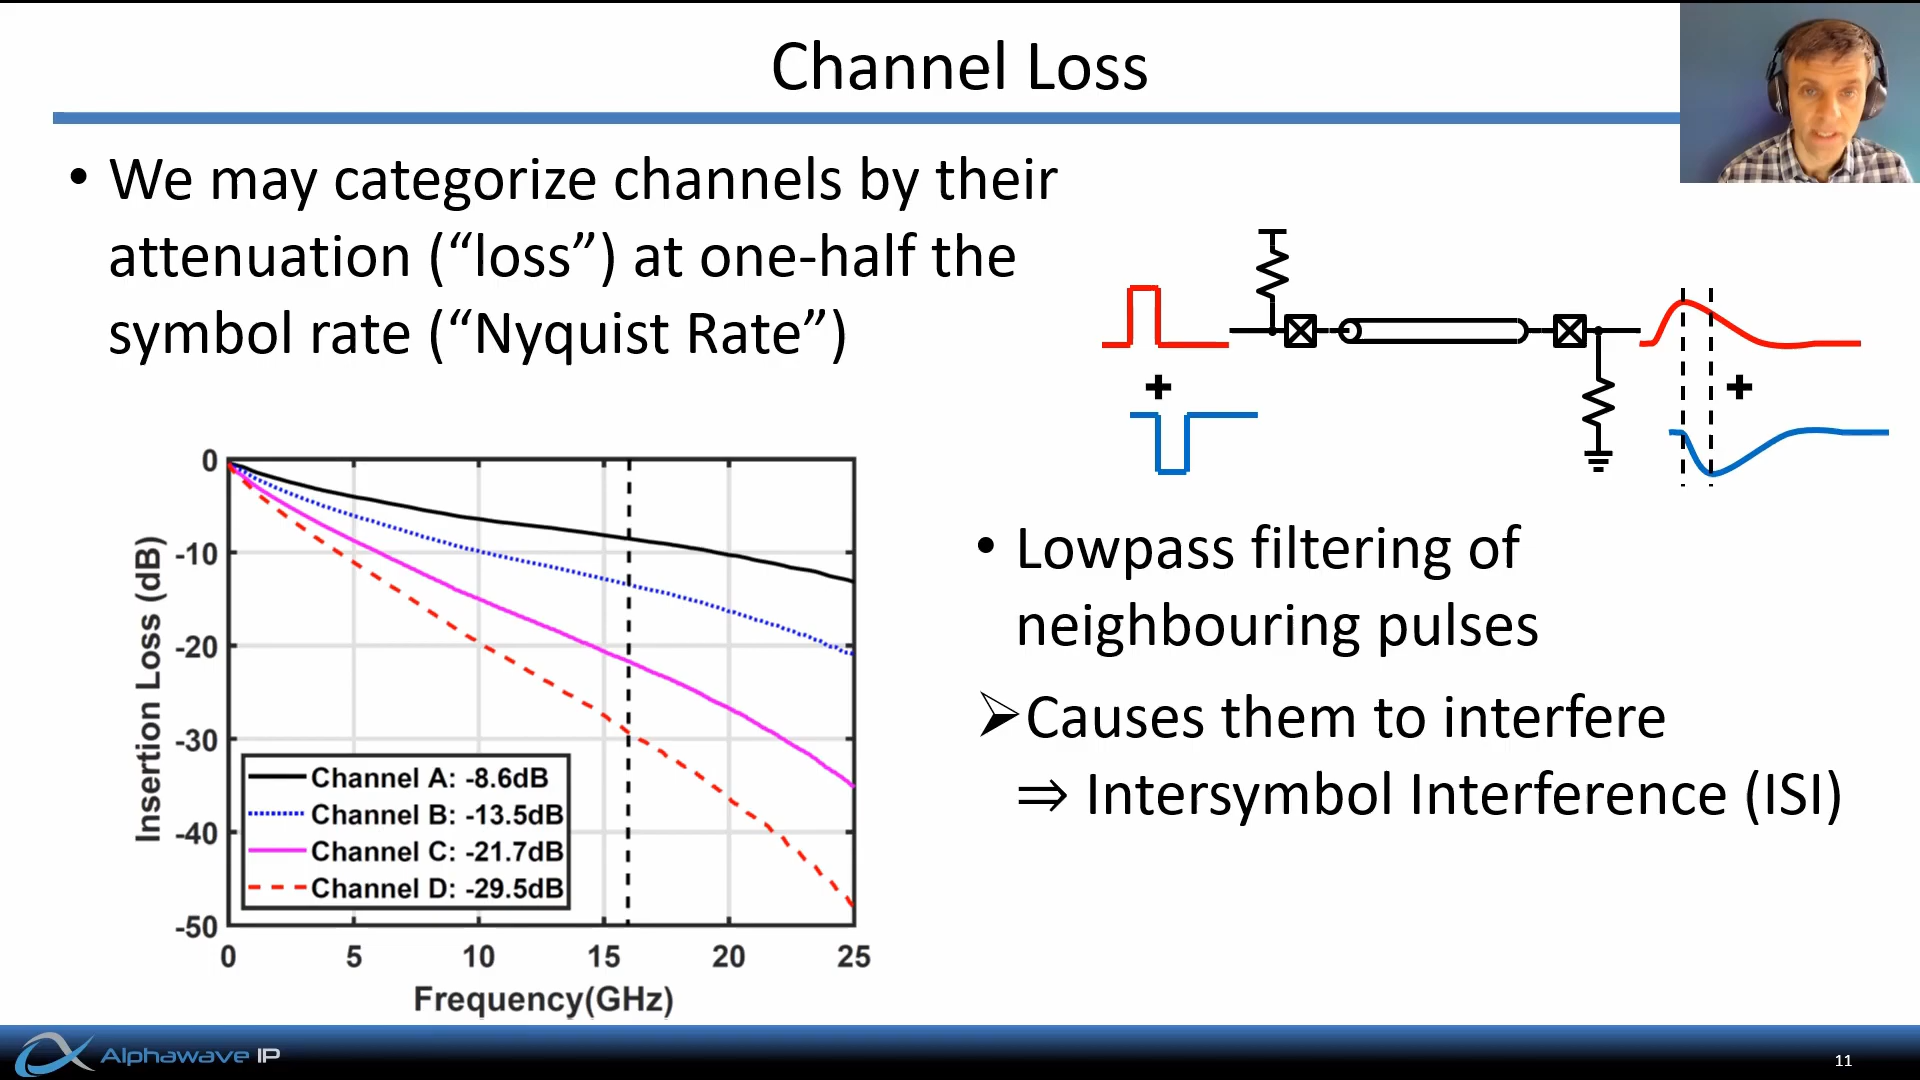 Channel Loss
• We may categorize channels by their
attenuation (“loss”) at one-half the
symbol rate (“Nyquist Rate”)
+
+
0
-10
-20
-30
-40
-50
Insertion Loss (dB)
Channel A: -8.6dB
Channel B: -13.5dB
Channel C: -21.7dB
Channel D: -29.5dB
0 5 10 15 20 25
Frequency(GHz)
• Lowpass filtering of
neighbouring pulses
➢Causes them to interfere
⇒ Intersymbol Interference (ISI)
Alphawave IP
11